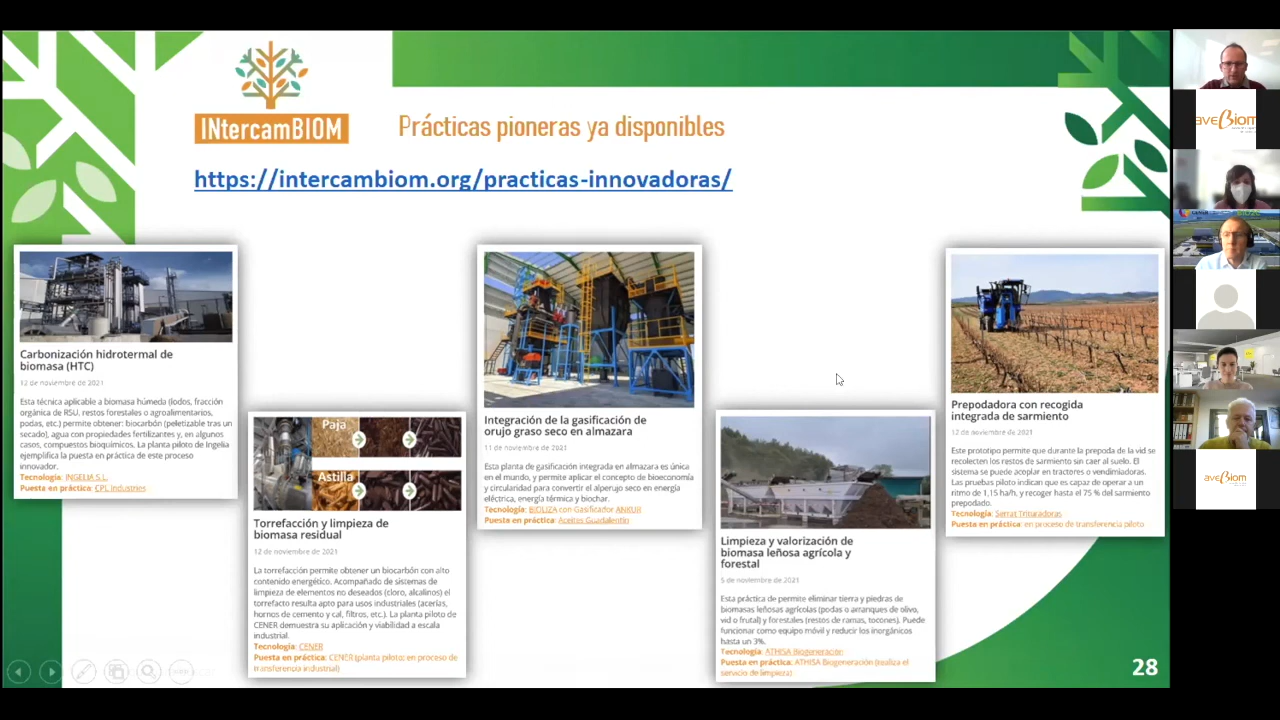 INtercamBIOM
Prácticas pioneras ya disponibles
https://intercambiom.org/practicas-innovadoras/
Carbonización hidrotermal de
biomasa (HTC)
12 de noviembre de 2021
Esta técnica aplicable a biomasa húmeda (lodos, fracción
orgánica de RSU, restos forestales o agroalimentarios,
podas, etc.) permite obtener: biocarbón (peletizable tras un
secado), agua con propiedades fertilizantes y, en algunos
casos, compuestos bioquímicos. La planta piloto de Ingelia
ejemplifica la puesta en práctica de este proceso
innovador.
Tecnología: INGELIA S.L.
Puesta en práctica: CPL Industries
Paja
Astilla
Torrefacción y limpieza de
biomasa residual
12 de noviembre de 2021
La torrefacción permite obtener un biocarbón con alto
contenido energético. Acompañado de sistemas de
limpieza de elementos no deseados (cloro, alcalinos) el
torrefacto resulta apto para usos industriales (acerías,
hornos de cemento y cal, filtros, etc.). La planta piloto de
CENER demuestra su aplicación y viabilidad a escala
industrial.
Tecnología: CENER
Puesta en práctica: CENER (planta piloto; en proceso de
transferencia industrial)
Integración de la gasificación de
orujo graso seco en almazara
11 de noviembre de 2021
Esta planta de gasificación integrada en almazara es única
en el mundo, y permite aplicar el concepto de bioeconomía
y circularidad para convertir el alperujo seco en energía
eléctrica, energía térmica y biochar.
Tecnología: BIOLIZA con Gasificador ANKUR
Puesta en práctica: Aceites Guadalentín
Limpieza y valorización de
biomasa leñosa agrícola y
forestal
5 de noviembre de 2021
Esta práctica de permite eliminar tierra y piedras de
biomasas leñosas agrícolas (podas o arranques de olivo,
vid o frutal) y forestales (restos de ramas, tocones). Puede
funcionar como equipo móvil y reducir los inorgánicos
hasta un 3%.
Tecnología: ATHISA Biogeneración
Puesta en práctica: ATHISA Biogeneración (realiza el
servicio de limpieza)
Prepodadora con recogida
integrada de sarmiento
12 de noviembre de 2021
Este prototipo permite que durante la prepoda de la vid se
recolecten los restos de sarmiento sin caer al suelo. El
sistema se puede acoplar en tractores o vendimiadoras.
Las pruebas piloto indican que es capaz de operar a un
ritmo de 1,15 ha/h, y recoger hasta el 75 % del sarmiento
prepodado.
Tecnología: Serrat Trituradoras
Puesta en práctica: en proceso de transferencia piloto
28
aveBiom
aveBiom